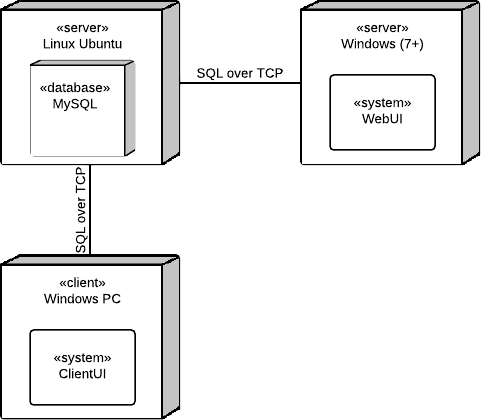 «server»
Linux Ubuntu
«database»
MySQL
SQL over TCP
«server»
Windows (7+)
«system»
WebUI
SQL over TCP
«client»
Windows PC
«system»
ClientUI